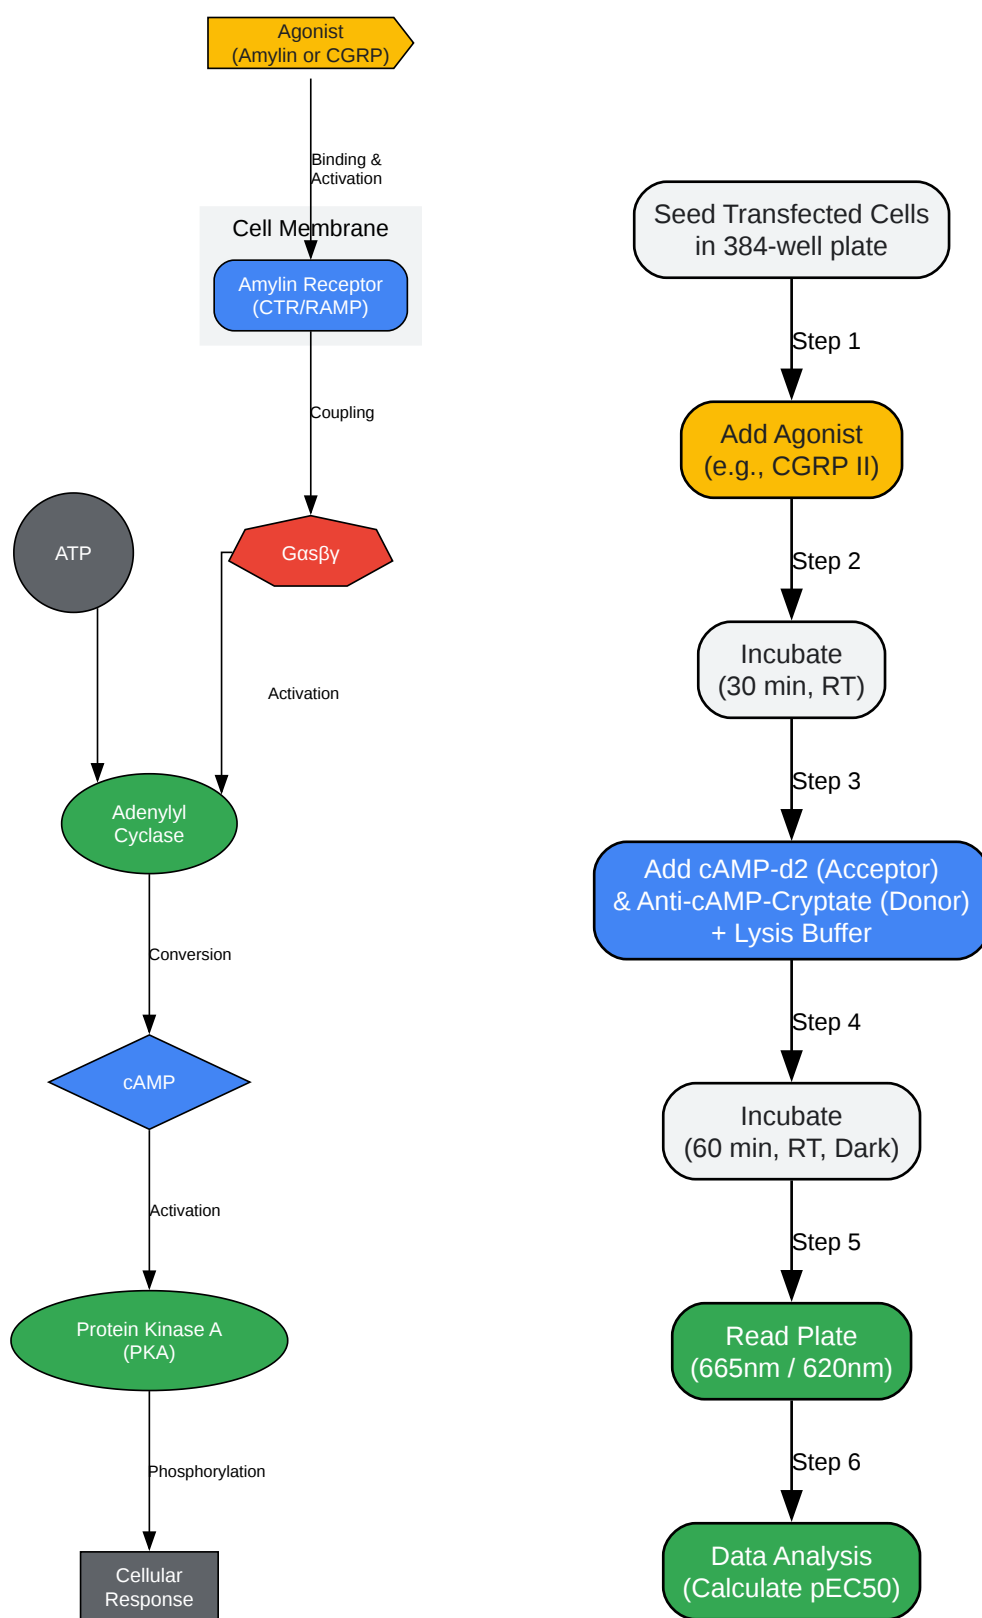 Agonist
(Amylin or CGRP)
Binding &
Activation
Cell Membrane
Amylin Receptor
(CTR/RAMP)
Coupling
ATP
Gαsβγ
Activation
Adenylyl
Cyclase
Conversion
cAMP
Activation
Protein Kinase A
(PKA)
Phosphorylation
Cellular
Response
Seed Transfected Cells
in 384-well plate
Step 1
Add Agonist
(e.g., CGRP II)
Step 2
Incubate
(30 min, RT)
Step 3
Add cAMP-d2 (Acceptor)
& Anti-cAMP-Cryptate (Donor)
+ Lysis Buffer
Step 4
Incubate
(60 min, RT, Dark)
Step 5
Read Plate
(665nm / 620nm)
Step 6
Data Analysis
(Calculate pEC50)